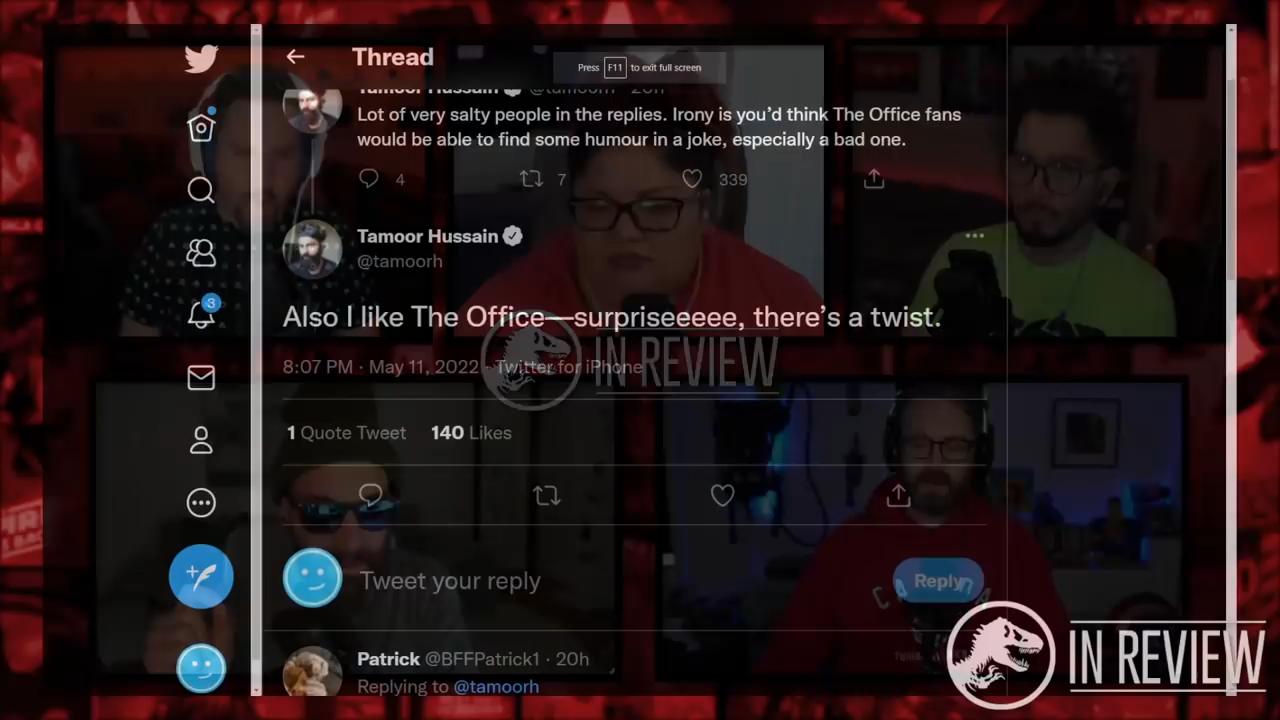 Thread
Press F11 to exit full screen
Tamoor Hussain @tamoorh · 20h
Lot of very salty people in the replies. Irony is you'd think The Office fans
would be able to find some humour in a joke, especially a bad one.
4 7 339
Tamoor Hussain
@tamoorh
Also I like The Office—surpriseeeee, there's a twist.
IN REVIEW
8:07 PM · May 11, 2022 · Twitter for iPhone
1 Quote Tweet 140 Likes
3
Tweet your reply
Reply
Patrick @BFFPatrick1 · 20h
Replying to @tamoorh
IN REVIEW